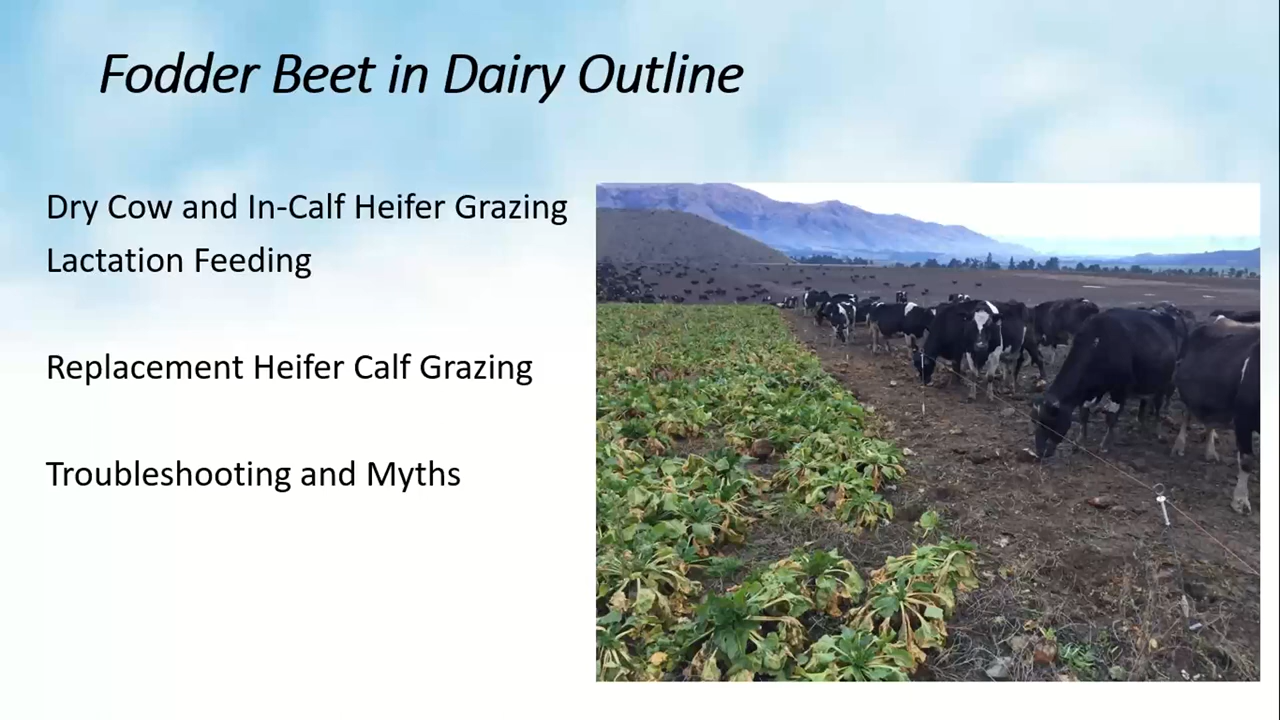 Fodder Beet in Dairy Outline
Dry Cow and In-Calf Heifer Grazing
Lactation Feeding
Replacement Heifer Calf Grazing
Troubleshooting and Myths